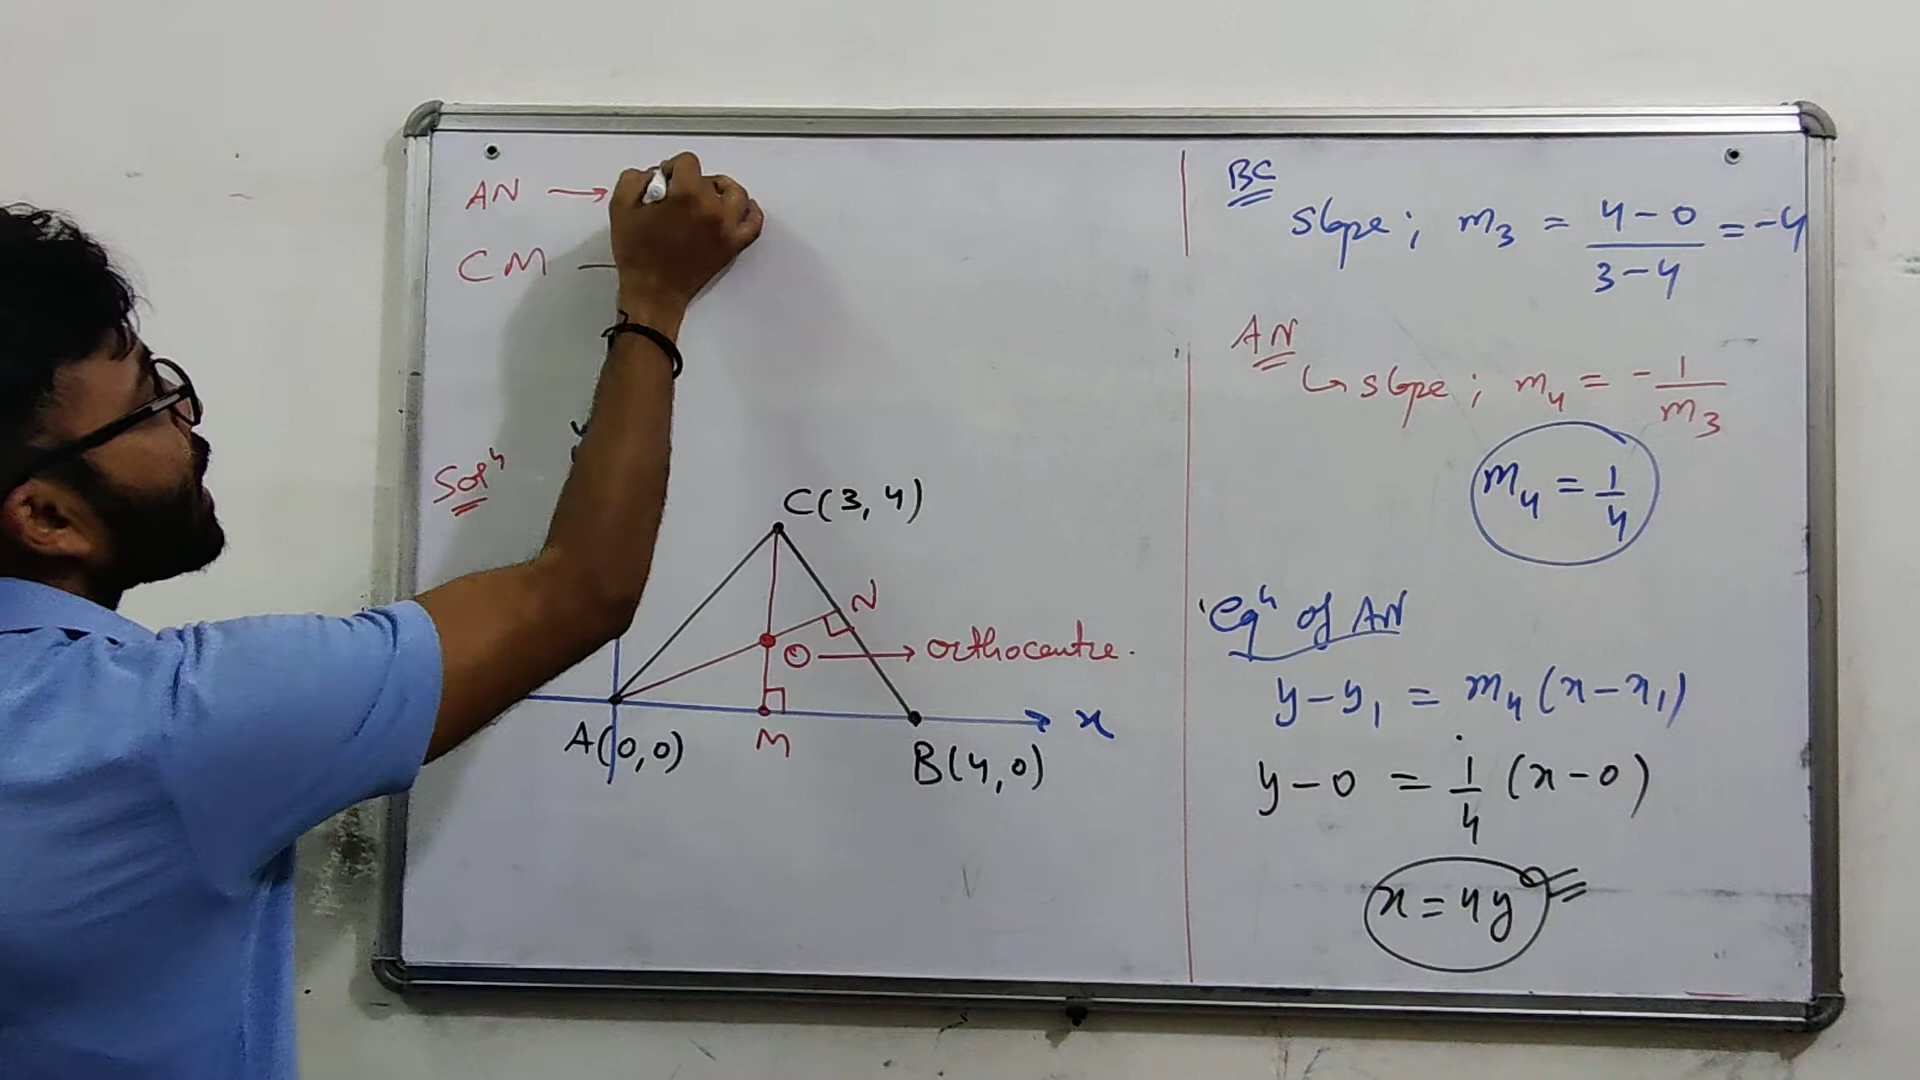 AN →
CM —
Solⁿ
C(3, 4)
N
O → orthocentre.
x
A(0,0)
M
B(4,0)
BC
slope ; m₃ = (4-0)/(3-4) = -4
AN
↳ slope ; m₄ = -1/m₃
m₄ = 1/4
eqⁿ of AN
y-y₁ = m₄(x-x₁)
y-0 = 1/4 (x-0)
x=4y